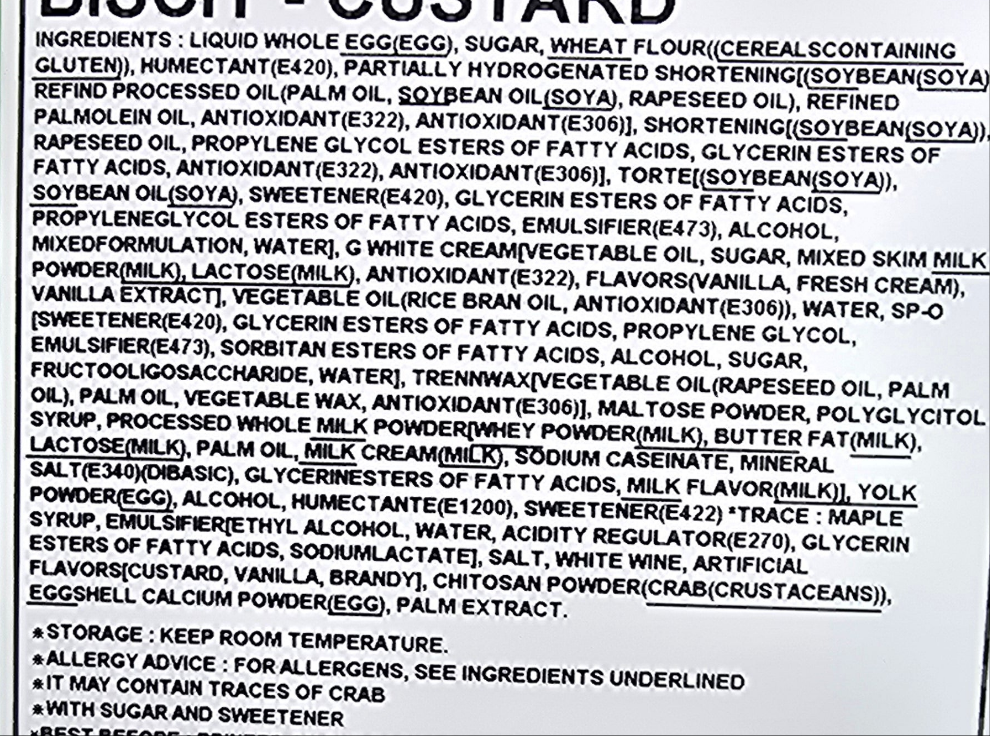 BISCIT - CUSTARD
INGREDIENTS : LIQUID WHOLE EGG(EGG), SUGAR, WHEAT FLOUR((CEREALSCONTAINING
GLUTEN)), HUMECTANT(E420), PARTIALLY HYDROGENATED SHORTENING[(SOYBEAN(SOYA)
REFIND PROCESSED OIL(PALM OIL, SOYBEAN OIL(SOYA), RAPESEED OIL), REFINED
PALMOLEIN OIL, ANTIOXIDANT(E322), ANTIOXIDANT(E306)], SHORTENING[(SOYBEAN(SOYA)),
RAPESEED OIL, PROPYLENE GLYCOL ESTERS OF FATTY ACIDS, GLYCERIN ESTERS OF
FATTY ACIDS, ANTIOXIDANT(E322), ANTIOXIDANT(E306)], TORTE[(SOYBEAN(SOYA)),
SOYBEAN OIL(SOYA), SWEETENER(E420), GLYCERIN ESTERS OF FATTY ACIDS,
PROPYLENEGLYCOL ESTERS OF FATTY ACIDS, EMULSIFIER(E473), ALCOHOL,
MIXEDFORMULATION, WATER], G WHITE CREAM[VEGETABLE OIL, SUGAR, MIXED SKIM MILK
POWDER(MILK), LACTOSE(MILK), ANTIOXIDANT(E322), FLAVORS(VANILLA, FRESH CREAM),
VANILLA EXTRACT], VEGETABLE OIL(RICE BRAN OIL, ANTIOXIDANT(E306)), WATER, SP-O
[SWEETENER(E420), GLYCERIN ESTERS OF FATTY ACIDS, PROPYLENE GLYCOL,
EMULSIFIER(E473), SORBITAN ESTERS OF FATTY ACIDS, ALCOHOL, SUGAR,
FRUCTOOLIGOSACCHARIDE, WATER], TRENNWAX[VEGETABLE OIL(RAPESEED OIL, PALM
OIL), PALM OIL, VEGETABLE WAX, ANTIOXIDANT(E306)], MALTOSE POWDER, POLYGLYCITOL
SYRUP, PROCESSED WHOLE MILK POWDER[WHEY POWDER(MILK), BUTTER FAT(MILK),
LACTOSE(MILK), PALM OIL, MILK CREAM(MILK), SODIUM CASEINATE, MINERAL
SALT(E340)(DIBASIC), GLYCERINESTERS OF FATTY ACIDS, MILK FLAVOR(MILK)], YOLK
POWDER(EGG), ALCOHOL, HUMECTANTE(E1200), SWEETENER(E422) *TRACE : MAPLE
SYRUP, EMULSIFIER[ETHYL ALCOHOL, WATER, ACIDITY REGULATOR(E270), GLYCERIN
ESTERS OF FATTY ACIDS, SODIUMLACTATE], SALT, WHITE WINE, ARTIFICIAL
FLAVORS[CUSTARD, VANILLA, BRANDY], CHITOSAN POWDER(CRAB(CRUSTACEANS)),
EGGSHELL CALCIUM POWDER(EGG), PALM EXTRACT.
*STORAGE : KEEP ROOM TEMPERATURE.
*ALLERGY ADVICE : FOR ALLERGENS, SEE INGREDIENTS UNDERLINED
*IT MAY CONTAIN TRACES OF CRAB
*WITH SUGAR AND SWEETENER
*BEST BEFORE :